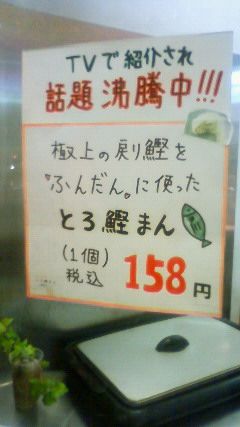 TVで紹介され
話題沸騰中!!!
極上の戻り鰹を
"ふんだん"に使った
とろ鰹まん
(1個)
税込 158円